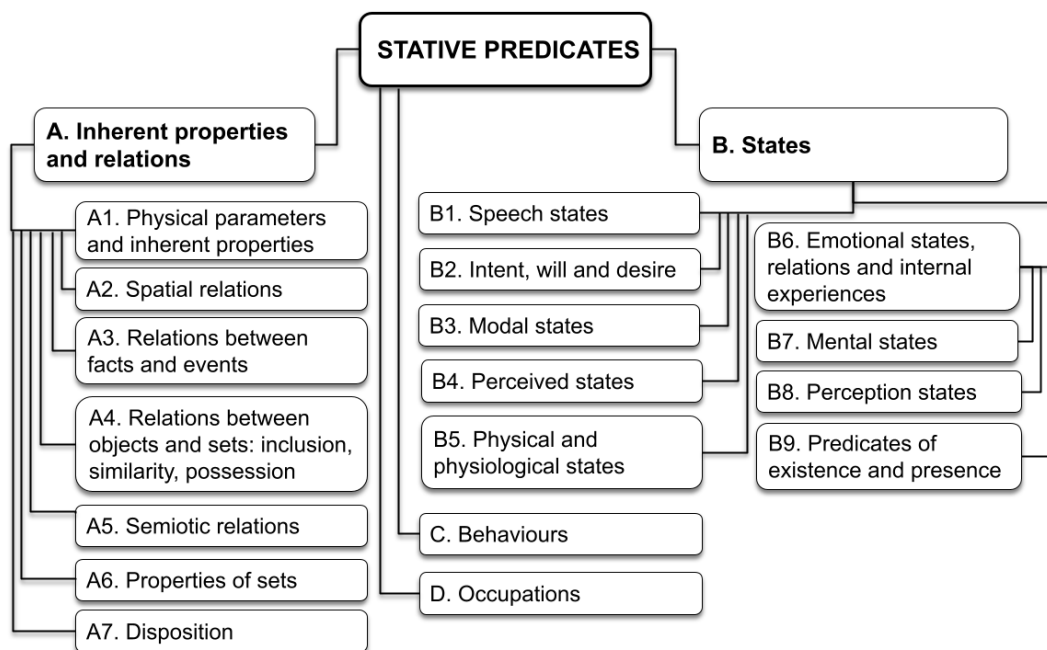 STATIVE PREDICATES
A. Inherent properties
and relations
A1. Physical parameters
and inherent properties
A2. Spatial relations
A3. Relations between
facts and events
A4. Relations between
objects and sets: inclusion,
similarity, possession
A5. Semiotic relations
A6. Properties of sets
A7. Disposition
B. States
B1. Speech states
B2. Intent, will and desire
B3. Modal states
B4. Perceived states
B5. Physical and
physiological states
B6. Emotional states,
relations and internal
experiences
B7. Mental states
B8. Perception states
B9. Predicates of
existence and presence
C. Behaviours
D. Occupations